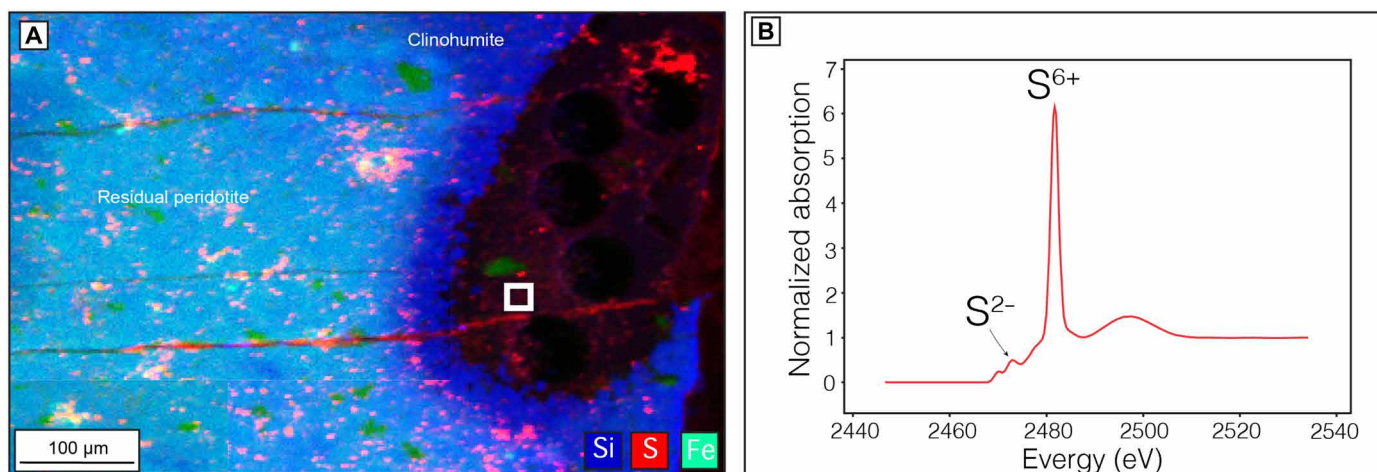 A
Clinohumite
Residual peridotite
100 µm
Si S Fe
B
7
6
5
4
3
2
1
0
Normalized absorption
S6+
S2−
2440 2460 2480 2500 2520 2540
Evergy (eV)